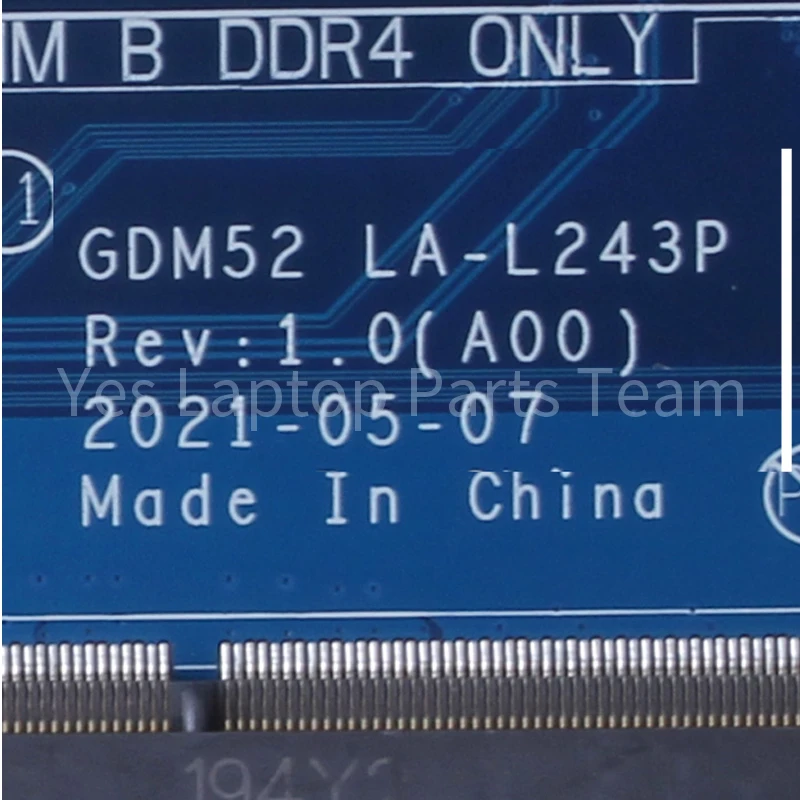 M B DDR4 ONLY
1
GDM52 LA-L243P
Rev:1.0(A00)
Yes Laptop Parts Team
2021-05-07
Made In China
P